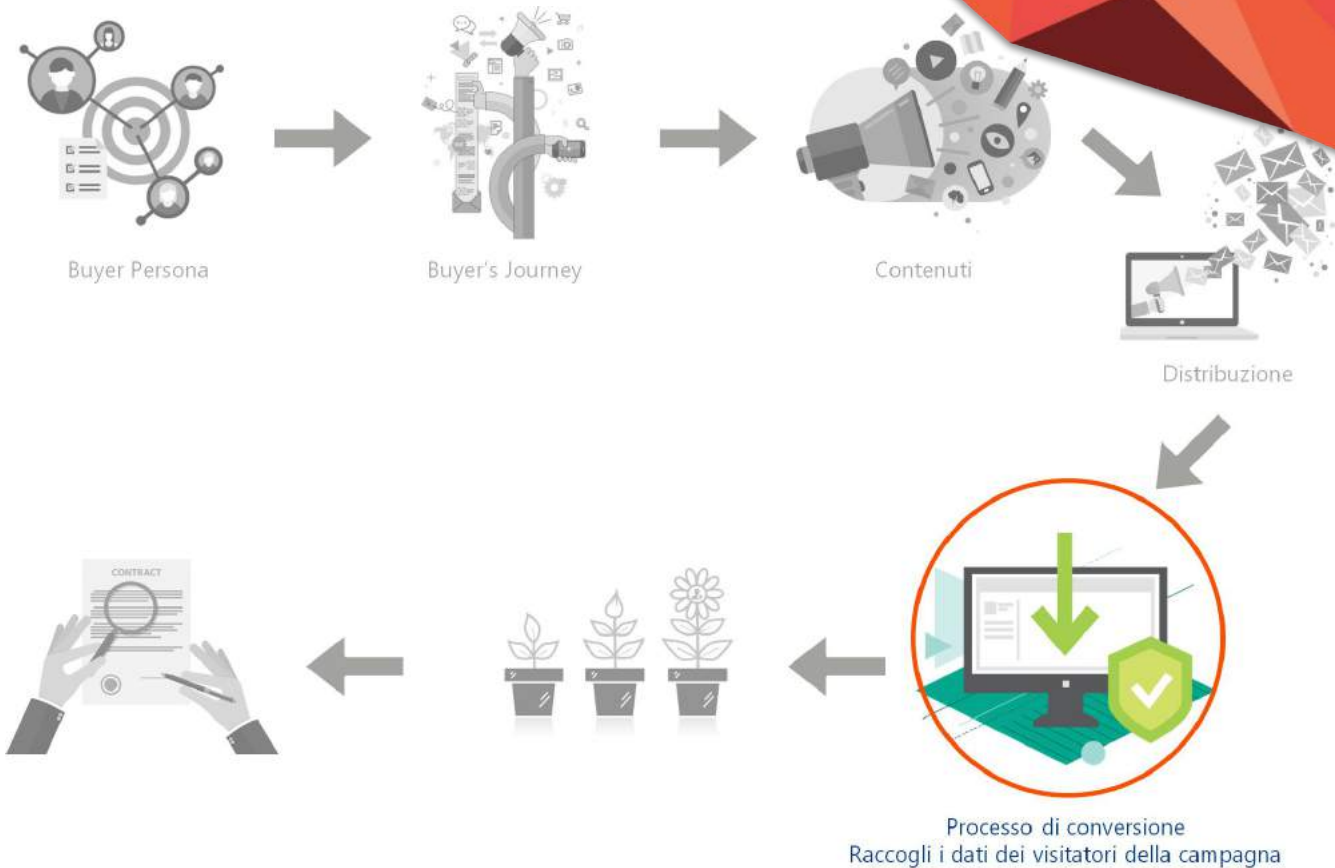 Buyer Persona
Buyer's Journey
Contenuti
Distribuzione
CONTRACT
Processo di conversione
Raccogli i dati dei visitatori della campagna